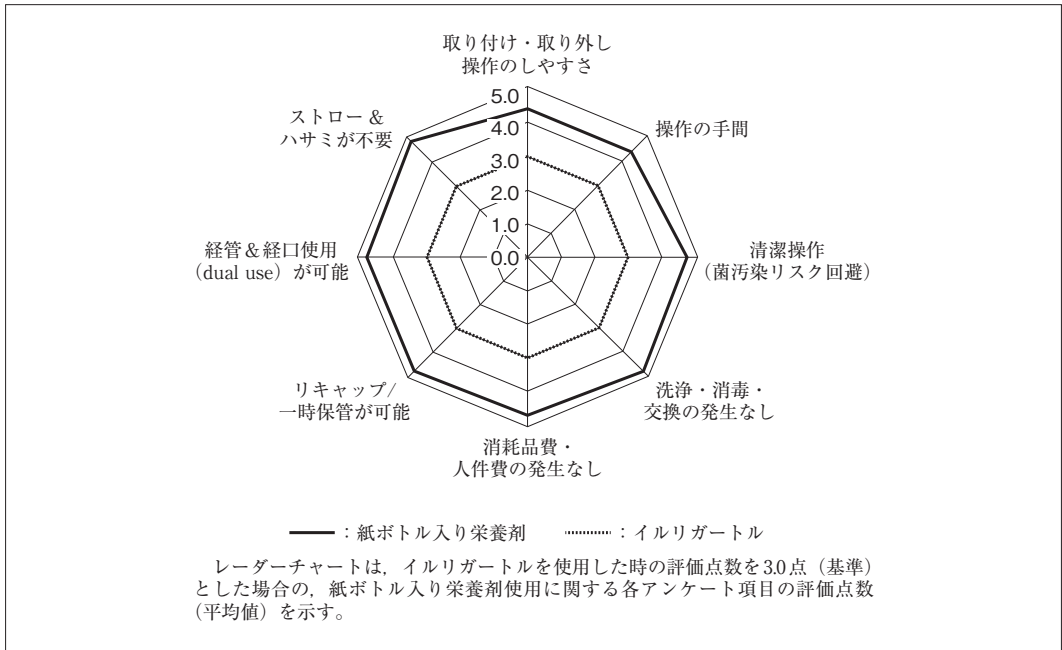 取り付け・取り外し
操作のしやすさ
操作の手間
清潔操作
（菌汚染リスク回避）
洗浄・消毒・
交換の発生なし
消耗品費・
人件費の発生なし
リキャップ/
一時保管が可能
経管＆経口使用
（dual use）が可能
ストロー＆
ハサミが不要
5.0
4.0
3.0
2.0
1.0
0.0
：紙ボトル入り栄養剤 ：イルリガートル
レーダーチャートは，イルリガートルを使用した時の評価点数を3.0点（基準）
とした場合の，紙ボトル入り栄養剤使用に関する各アンケート項目の評価点数
（平均値）を示す。